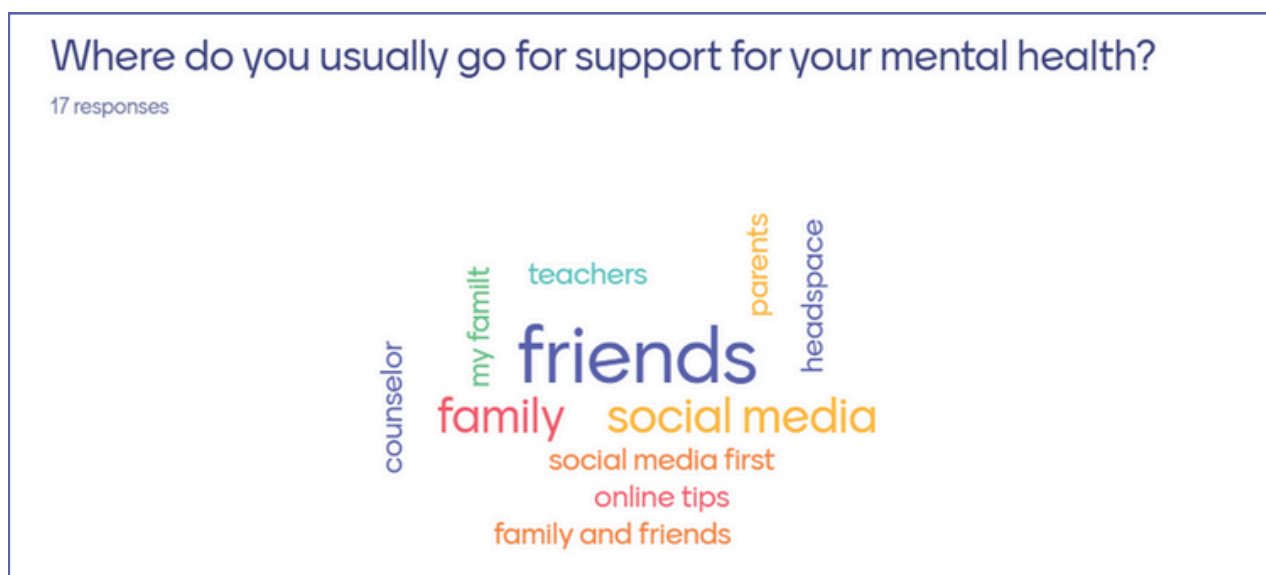 Where do you usually go for support for your mental health?
17 responses
parents
headspace
teachers
my familt
friends
counselor
family
social media
social media first
online tips
family and friends